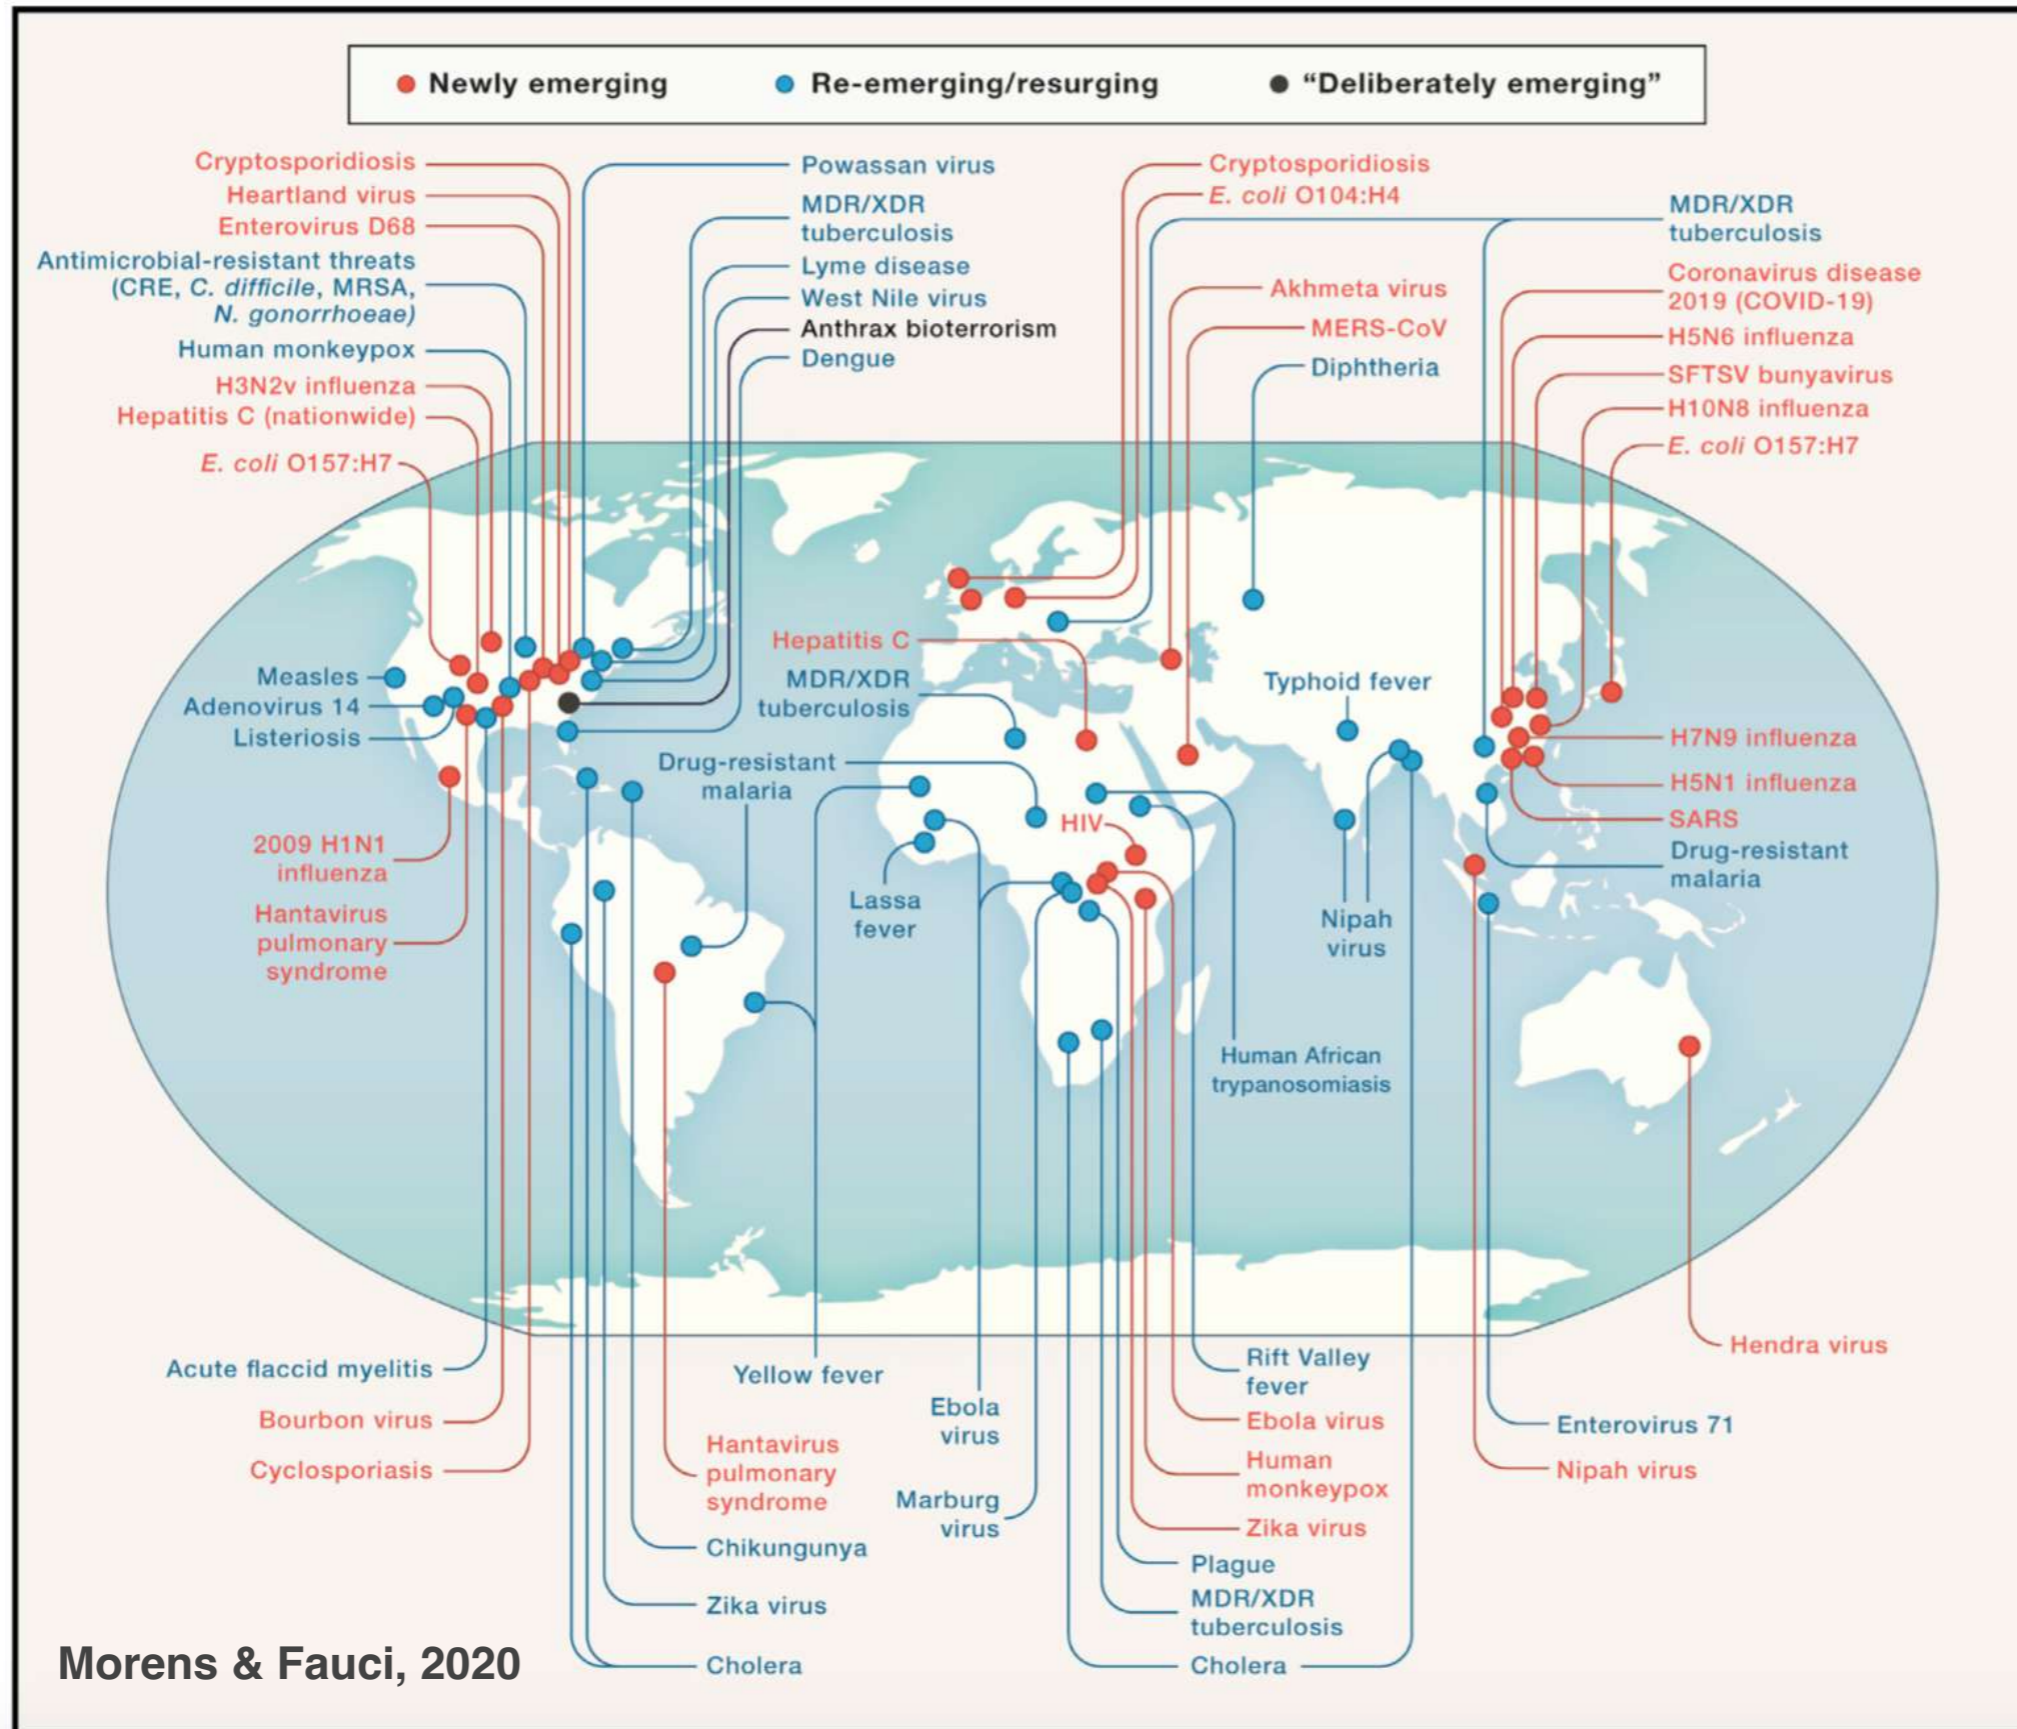 Newly emerging
Re-emerging/resurging
“Deliberately emerging”
Cryptosporidiosis
Heartland virus
Enterovirus D68
Antimicrobial-resistant threats
(CRE, C. difficile, MRSA,
N. gonorrhoeae)
Human monkeypox
H3N2v influenza
Hepatitis C (nationwide)
E. coli O157:H7
Powassan virus
MDR/XDR
tuberculosis
Lyme disease
West Nile virus
Anthrax bioterrorism
Dengue
Cryptosporidiosis
E. coli O104:H4
Akhmeta virus
MERS-CoV
Diphtheria
MDR/XDR
tuberculosis
Coronavirus disease
2019 (COVID-19)
H5N6 influenza
SFTSV bunyavirus
H10N8 influenza
E. coli O157:H7
Measles
Adenovirus 14
Listeriosis
2009 H1N1
influenza
Hantavirus
pulmonary
syndrome
Hepatitis C
MDR/XDR
tuberculosis
Drug-resistant
malaria
HIV
Lassa
fever
Typhoid fever
Nipah
virus
Human African
trypanosomiasis
H7N9 influenza
H5N1 influenza
SARS
Drug-resistant
malaria
Hendra virus
Acute flaccid myelitis
Bourbon virus
Cyclosporiasis
Yellow fever
Hantavirus
pulmonary
syndrome
Chikungunya
Zika virus
Cholera
Ebola
virus
Marburg
virus
Rift Valley
fever
Ebola virus
Human
monkeypox
Zika virus
Plague
MDR/XDR
tuberculosis
Cholera
Enterovirus 71
Nipah virus
Morens & Fauci, 2020